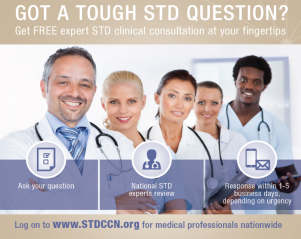 GOT A TOUGH STD QUESTION?
Get FREE expert STD clinical consultation at your fingertips
Ask your question
National STD
experts review
Response within 1-5
business days,
depending on urgency
Log on to www.STDCCN.org for medical professionals nationwide